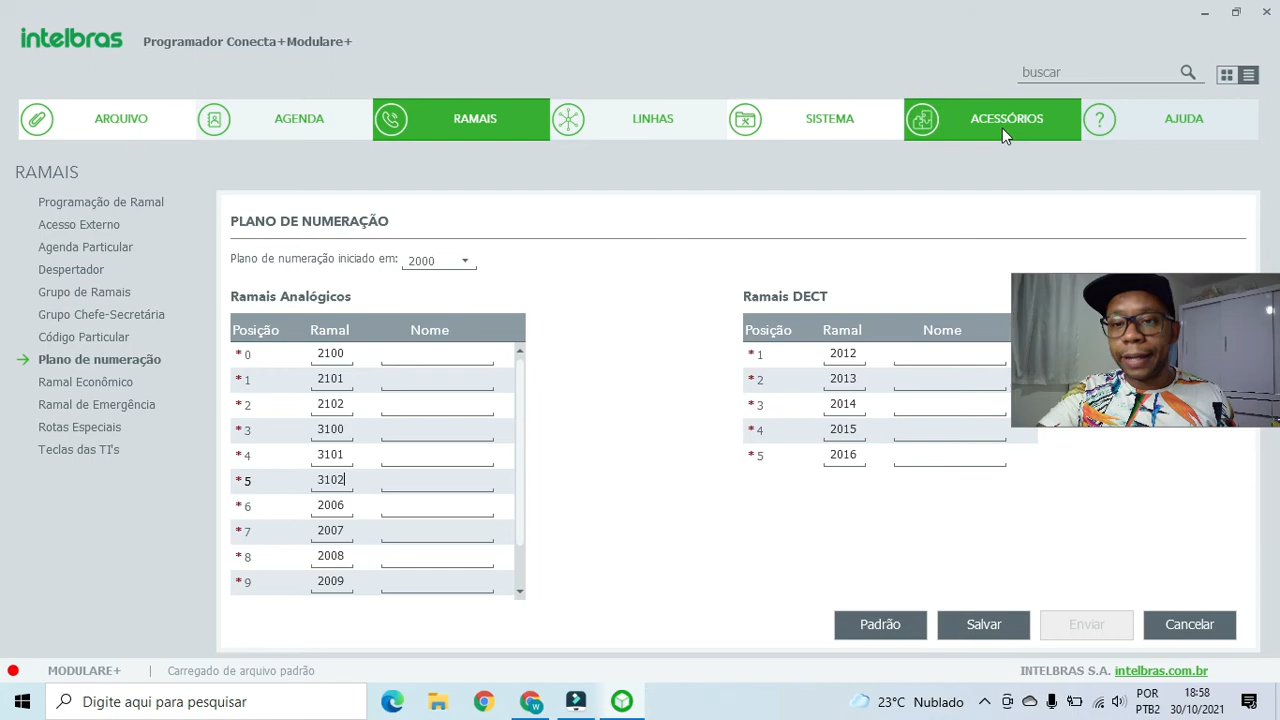 intelbras Programador Conecta+Modulare+
buscar
ARQUIVO AGENDA RAMAIS LINHAS SISTEMA ACESSÓRIOS ? AJUDA
RAMAIS
Programação de Ramal
Acesso Externo
Agenda Particular
Despertador
Grupo de Ramais
Grupo Chefe-Secretária
Código Particular
Plano de numeração
Ramal Econômico
Ramal de Emergência
Rotas Especiais
Teclas das TI's
PLANO DE NUMERAÇÃO
Plano de numeração iniciado em: 2000
Ramais Analógicos
Posição Ramal Nome
* 0 2100
* 1 2101
* 2 2102
* 3 3100
* 4 3101
* 5 3102
* 6 2006
* 7 2007
* 8 2008
* 9 2009
Ramais DECT
Posição Ramal Nome
* 1 2012
* 2 2013
* 3 2014
* 4 2015
* 5 2016
Padrão Salvar Enviar Cancelar
MODULARE+ | Carregado de arquivo padrão INTELBRAS S.A. intelbras.com.br
Digite aqui para pesquisar
23°C Nublado
POR
PTB2
18:58
30/10/2021